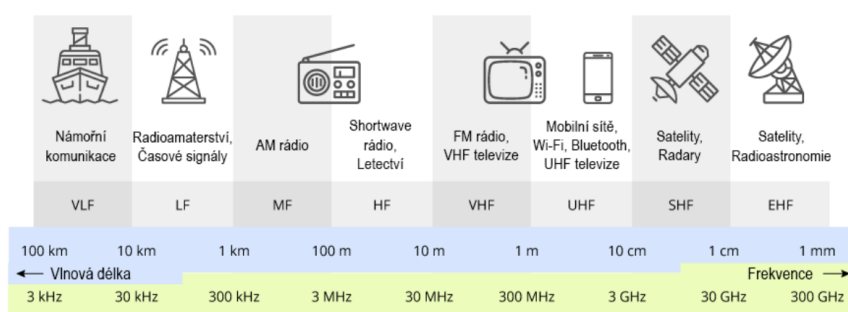 Námořní
komunikace
Radioamaterství,
Časové signály
AM rádio
Shortwave
rádio,
Letectví
FM rádio,
VHF televize
Mobilní sítě,
Wi-Fi, Bluetooth,
UHF televize
Satelity,
Radary
Satelity,
Radioastronomie
VLF LF MF HF VHF UHF SHF EHF
100 km 10 km 1 km 100 m 10 m 1 m 10 cm 1 cm 1 mm
← Vlnová délka Frekvence →
3 kHz 30 kHz 300 kHz 3 MHz 30 MHz 300 MHz 3 GHz 30 GHz 300 GHz